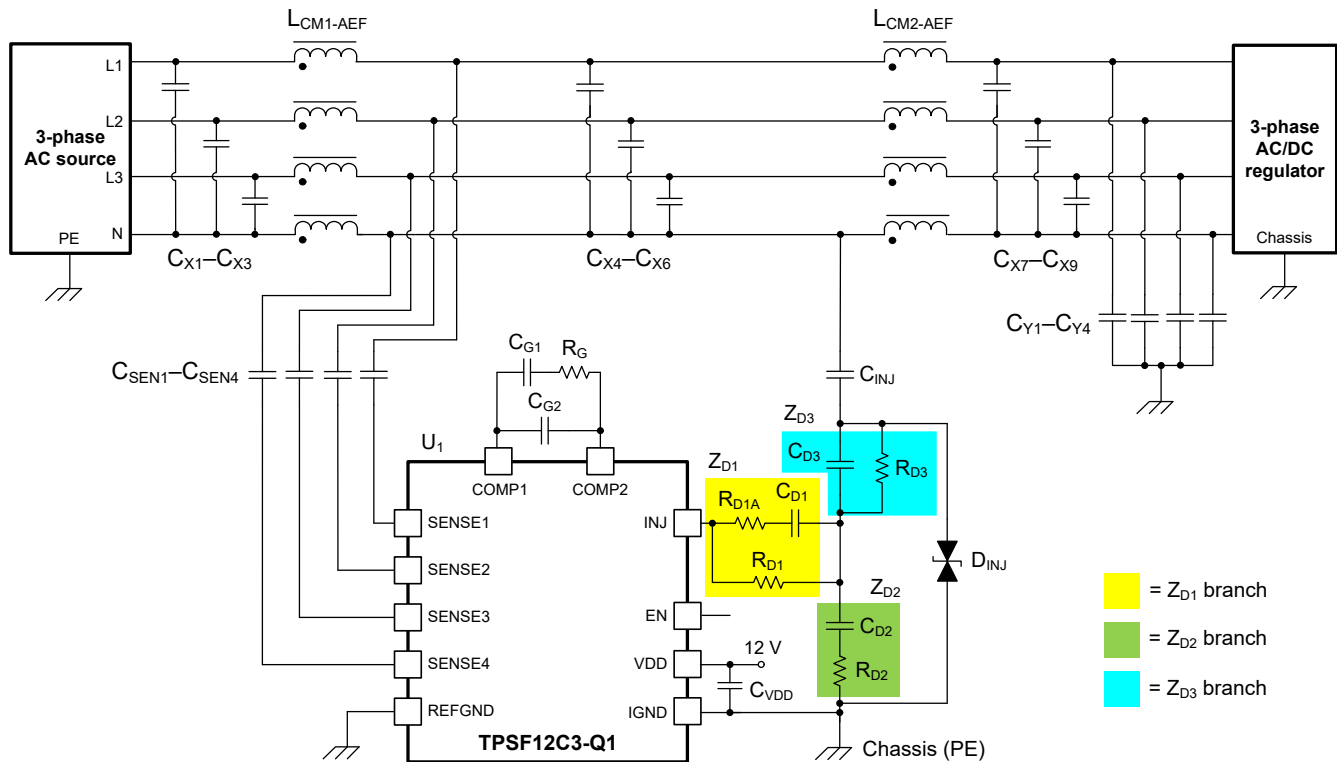 LCM1-AEF
LCM2-AEF
L1
L2
3-phase
AC source
L3
PE
N
3-phase
AC/DC
regulator
Chassis
CX1–CX3
CX4–CX6
CX7–CX9
CY1–CY4
CSEN1–CSEN4
CG1
RG
CG2
CINJ
ZD3
CD3
RD3
U1
COMP1
COMP2
ZD1
RD1A
CD1
RD1
SENSE1
INJ
SENSE2
DINJ
ZD2
SENSE3
EN
CD2
SENSE4
VDD
12 V
RD2
CVDD
REFGND
IGND
TPSF12C3-Q1
Chassis (PE)
= ZD1 branch
= ZD2 branch
= ZD3 branch